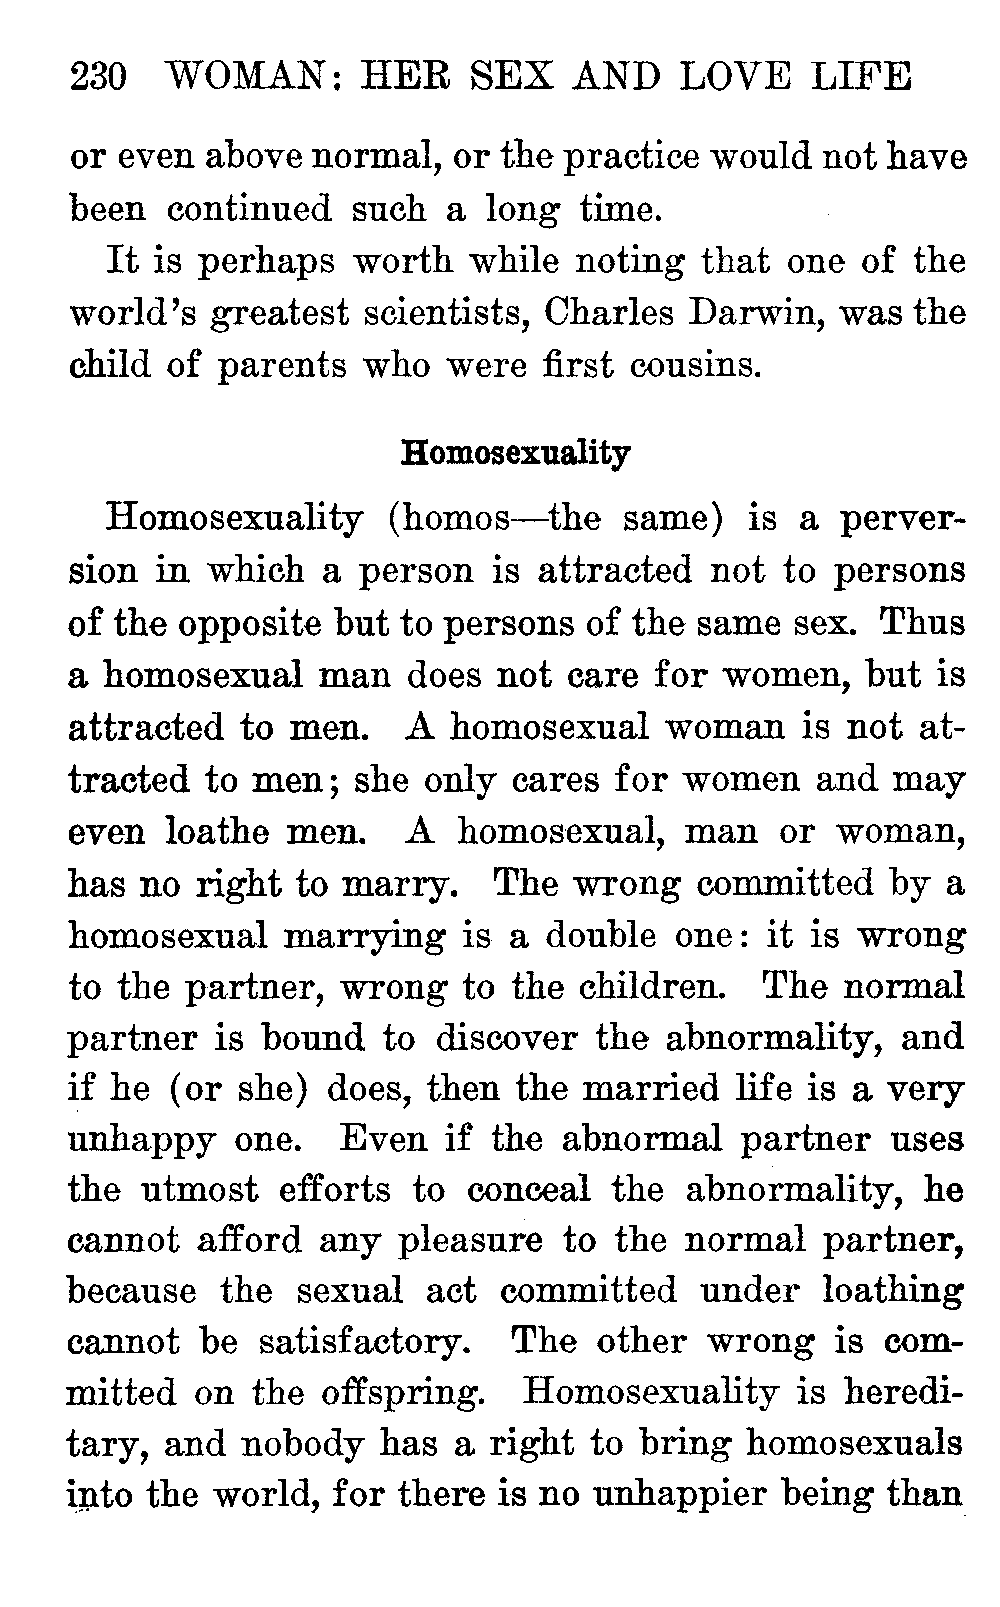 230 WOMAN: HER SEX AND LOVE LIFE
or even above normal, or the practice would not have
been continued such a long time.
It is perhaps worth while noting that one of the
world's greatest scientists, Charles Darwin, was the
child of parents who were first cousins.
Homosexuality
Homosexuality (homos—the same) is a perver-
sion in which a person is attracted not to persons
of the opposite but to persons of the same sex. Thus
a homosexual man does not care for women, but is
attracted to men. A homosexual woman is not at-
tracted to men; she only cares for women and may
even loathe men. A homosexual, man or woman,
has no right to marry. The wrong committed by a
homosexual marrying is a double one: it is wrong
to the partner, wrong to the children. The normal
partner is bound to discover the abnormality, and
if he (or she) does, then the married life is a very
unhappy one. Even if the abnormal partner uses
the utmost efforts to conceal the abnormality, he
cannot afford any pleasure to the normal partner,
because the sexual act committed under loathing
cannot be satisfactory. The other wrong is com-
mitted on the offspring. Homosexuality is heredi-
tary, and nobody has a right to bring homosexuals
into the world, for there is no unhappier being than